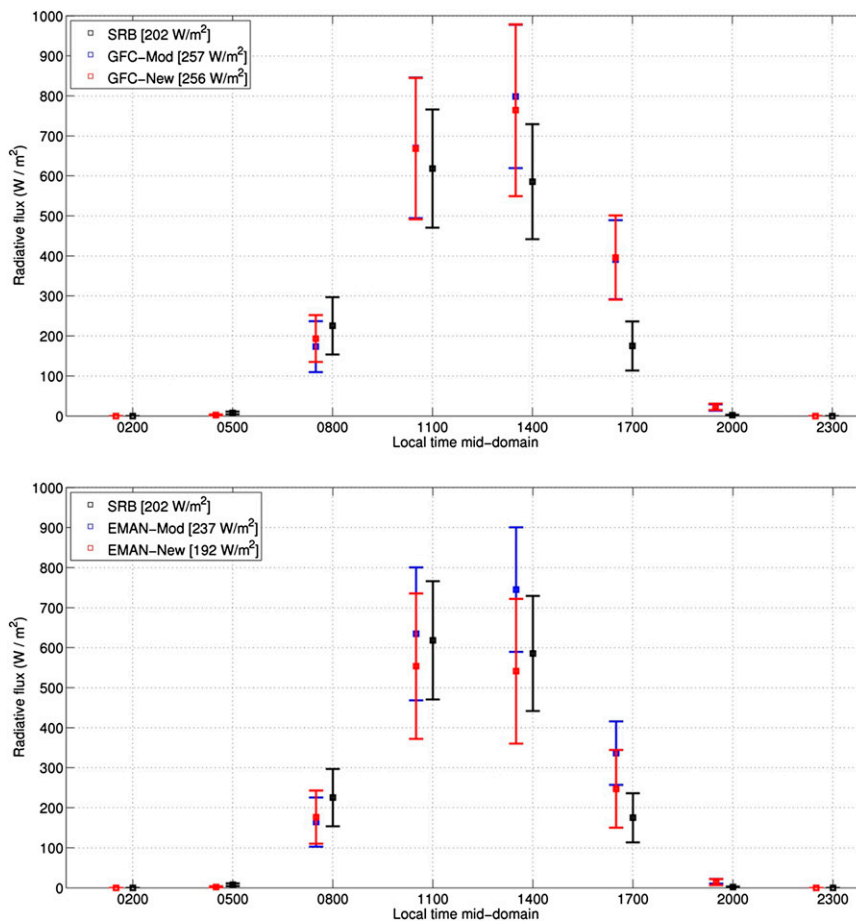 1000
900
800
700
600
500
400
300
200
100
0
Radiative flux (W / m²)
SRB [202 W/m²]
GFC−Mod [257 W/m²]
GFC−New [256 W/m²]
0200 0500 0800 1100 1400 1700 2000 2300
Local time mid−domain
1000
900
800
700
600
500
400
300
200
100
0
Radiative flux (W / m²)
SRB [202 W/m²]
EMAN−Mod [237 W/m²]
EMAN−New [192 W/m²]
0200 0500 0800 1100 1400 1700 2000 2300
Local time mid−domain